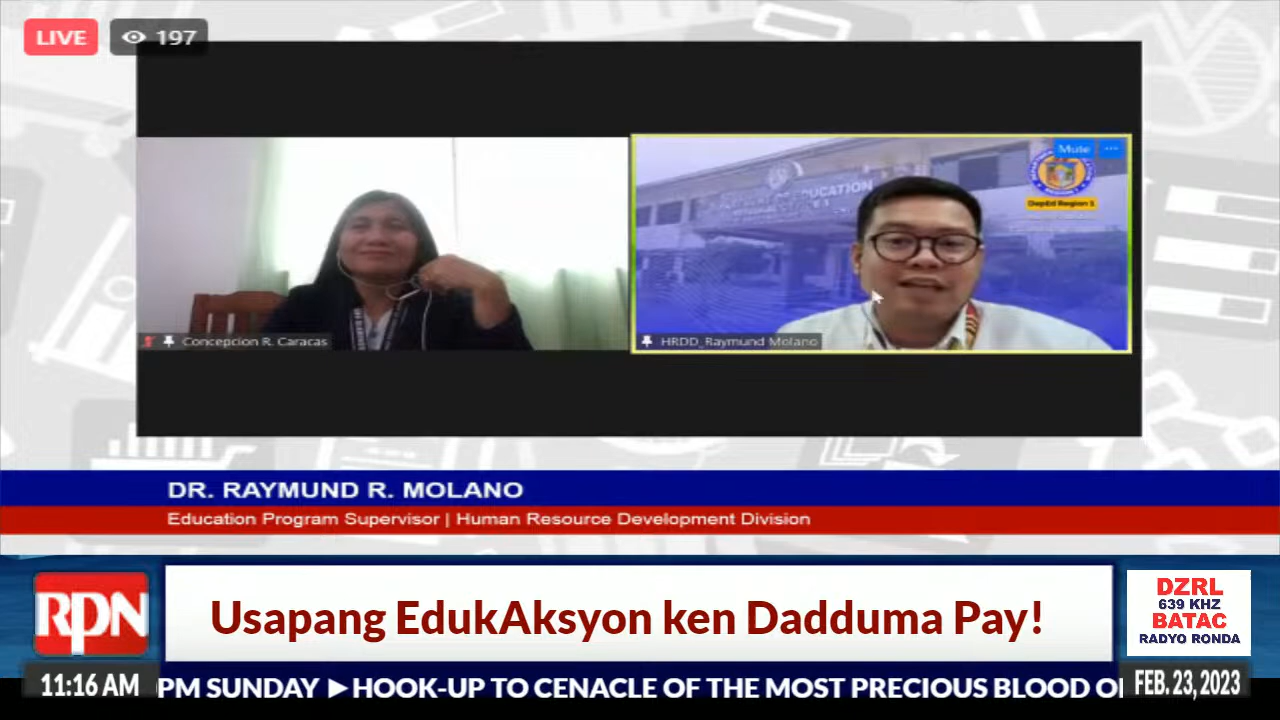 LIVE
197
Mute
DepEd Region 1
Concepcion R. Caracas
HRDD_Raymund Molano
DR. RAYMUND R. MOLANO
Education Program Supervisor | Human Resource Development Division
RPN
Usapang EdukAksyon ken Dadduma Pay!
DZRL
639 KHZ
BATAC
RADYO RONDA
11:16 AM
PM SUNDAY ►HOOK-UP TO CENACLE OF THE MOST PRECIOUS BLOOD
FEB. 23, 2023